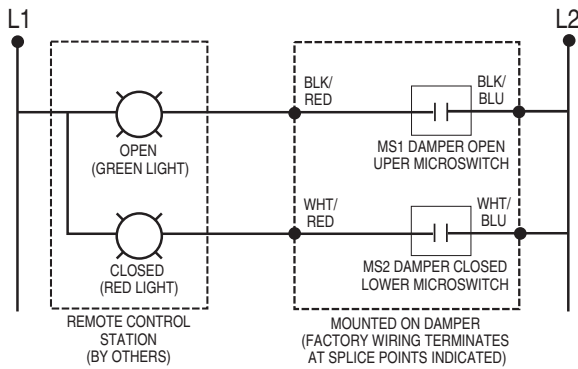 L1
L2
BLK/
RED
BLK/
BLU
OPEN
(GREEN LIGHT)
MS1 DAMPER OPEN
UPER MICROSWITCH
WHT/
RED
WHT/
BLU
CLOSED
(RED LIGHT)
MS2 DAMPER CLOSED
LOWER MICROSWITCH
REMOTE CONTROL
STATION
(BY OTHERS)
MOUNTED ON DAMPER
(FACTORY WIRING TERMINATES
AT SPLICE POINTS INDICATED)